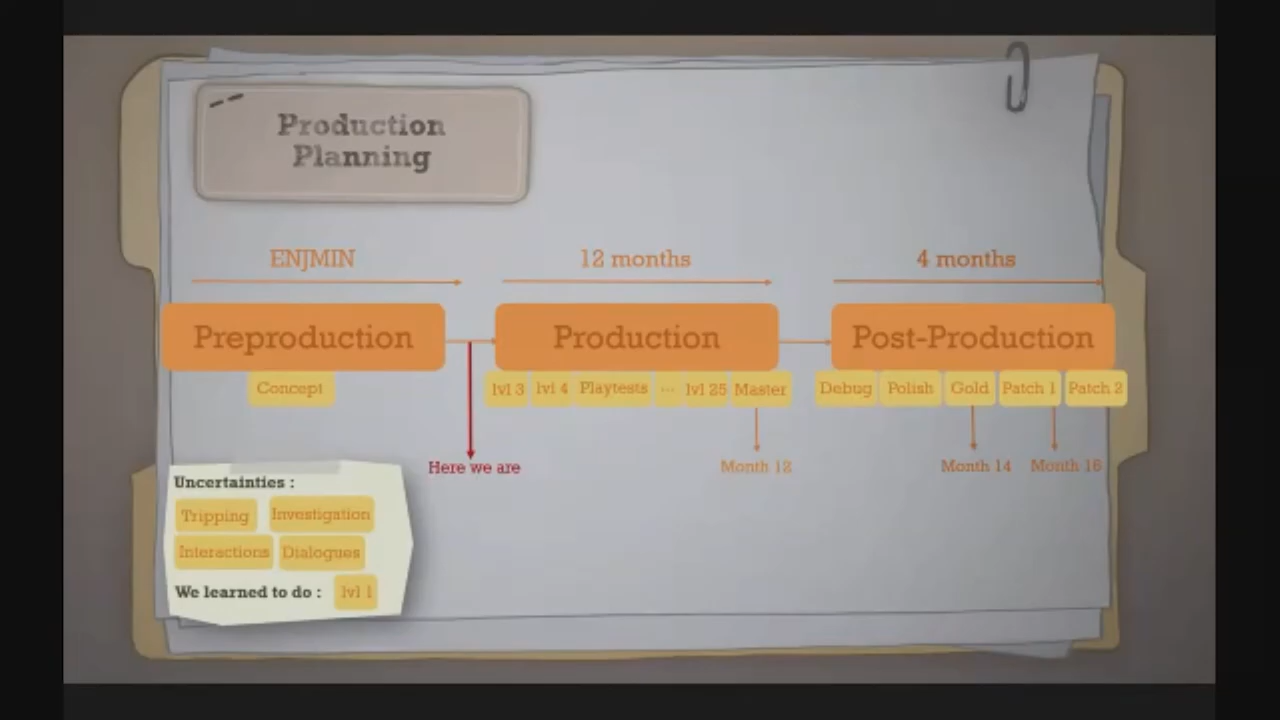 Production
Planning
ENJMIN
12 months
4 months
Preproduction
Production
Post-Production
Concept
lvl 3
lvl 4
Playtests
...
lvl 25
Master
Debug
Polish
Gold
Patch 1
Patch 2
Here we are
Month 12
Month 14
Month 16
Uncertainties :
Tripping
Investigation
Interactions
Dialogues
We learned to do :
lvl 1